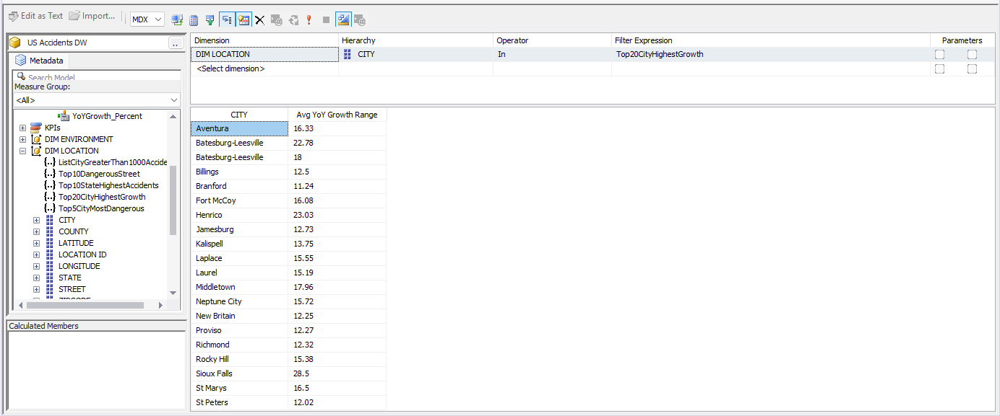 Edit as Text Import... MDX
US Accidents DW ..
Metadata
Search Model
Measure Group:
<All>
YoYGrowth_Percent
KPIs
DIM ENVIRONMENT
DIM LOCATION
ListCityGreaterThan1000Accide
Top10DangerousStreet
Top10StateHighestAccidents
Top20CityHighestGrowth
Top5CityMostDangerous
CITY
COUNTY
LATITUDE
LOCATION ID
LONGITUDE
STATE
STREET
ZIPCODE
Calculated Members
Dimension Hierarchy Operator Filter Expression Parameters
DIM LOCATION CITY In Top20CityHighestGrowth
<Select dimension>
CITY Avg YoY Growth Range
Aventura 16.33
Batesburg-Leesville 22.78
Batesburg-Leesville 18
Billings 12.5
Branford 11.24
Fort McCoy 16.08
Henrico 23.03
Jamesburg 12.73
Kalispell 13.75
Laplace 15.55
Laurel 15.19
Middletown 17.96
Neptune City 15.72
New Britain 12.25
Proviso 12.27
Richmond 12.32
Rocky Hill 15.38
Sioux Falls 28.5
St Marys 16.5
St Peters 12.02